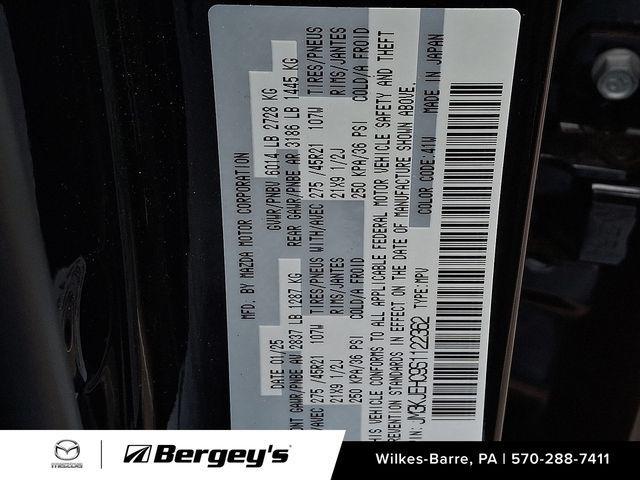 MFD. BY MAZDA MOTOR CORPORATION
DATE 01/25 GVWR/PNBV 6014 LB 2728 KG
NT GAWR/PNBE AV 2837 LB 1287 KG REAR GAWR/PNBE AR 3186 LB 1445 KG
/AVEC 275 /45R21 107W TIRES/PNEUS WITH/AVEC 275 /45R21 107W TIRES/PNEUS
21X9 1/2J RIMS/JANTES 21X9 1/2J RIMS/JANTES
250 KPA/36 PSI COLD/A FROID 250 KPA/36 PSI COLD/A FROID
IS VEHICLE CONFORMS TO ALL APPLICABLE FEDERAL MOTOR VEHICLE SAFETY AND THEFT
REVENTION STANDARDS IN EFFECT ON THE DATE OF MANUFACTURE SHOWN ABOVE.
IN: JM3KJEHC9S1122362 TYPE:MPV COLOR CODE:41W MADE IN JAPAN
mazda
Bergey's
Wilkes-Barre, PA | 570-288-7411